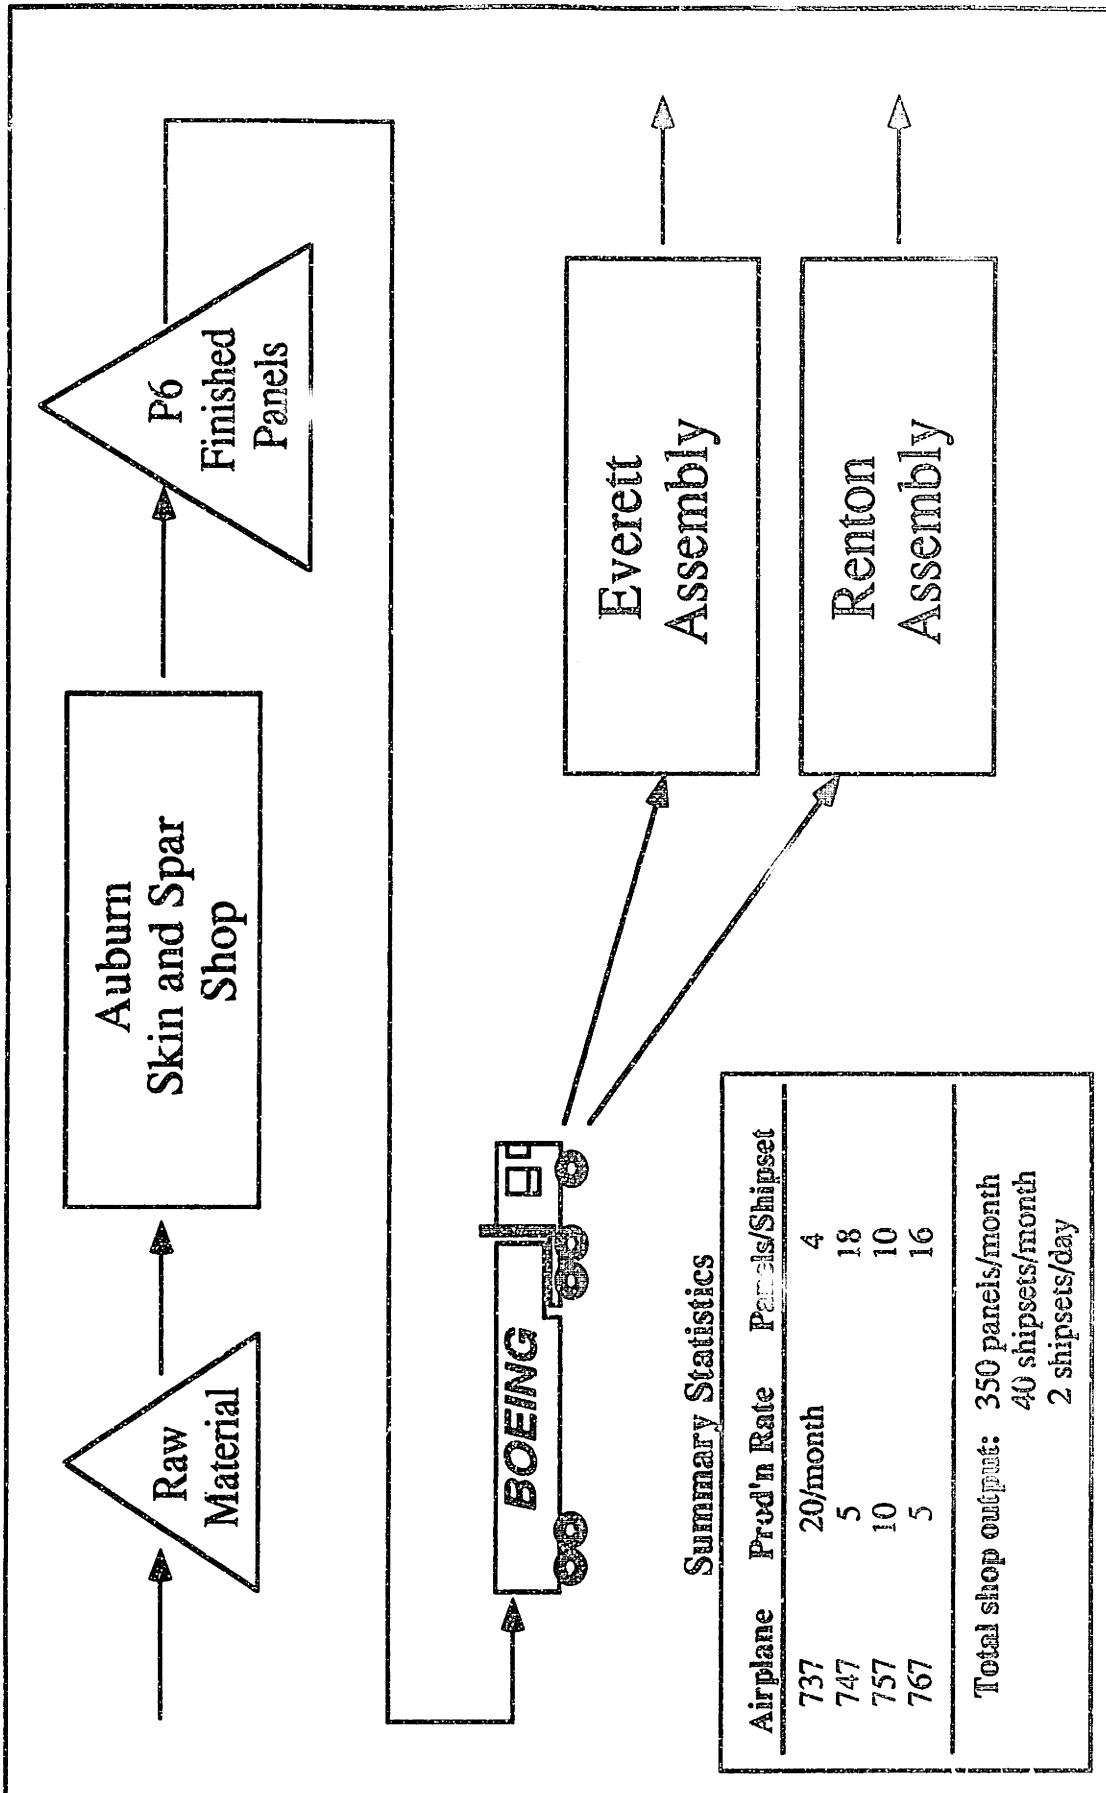 Raw
Material
Auburn
Skin and Spar
Shop
P6
Finished
Panels
BOEING
Everett
Assembly
Renton
Assembly
Summary Statistics
Airplane Prod'n Rate Panels/Shipset
737 20/month 4
747 5 18
757 10 10
767 5 16
Total shop output: 350 panels/month
40 shipsets/month
2 shipsets/day